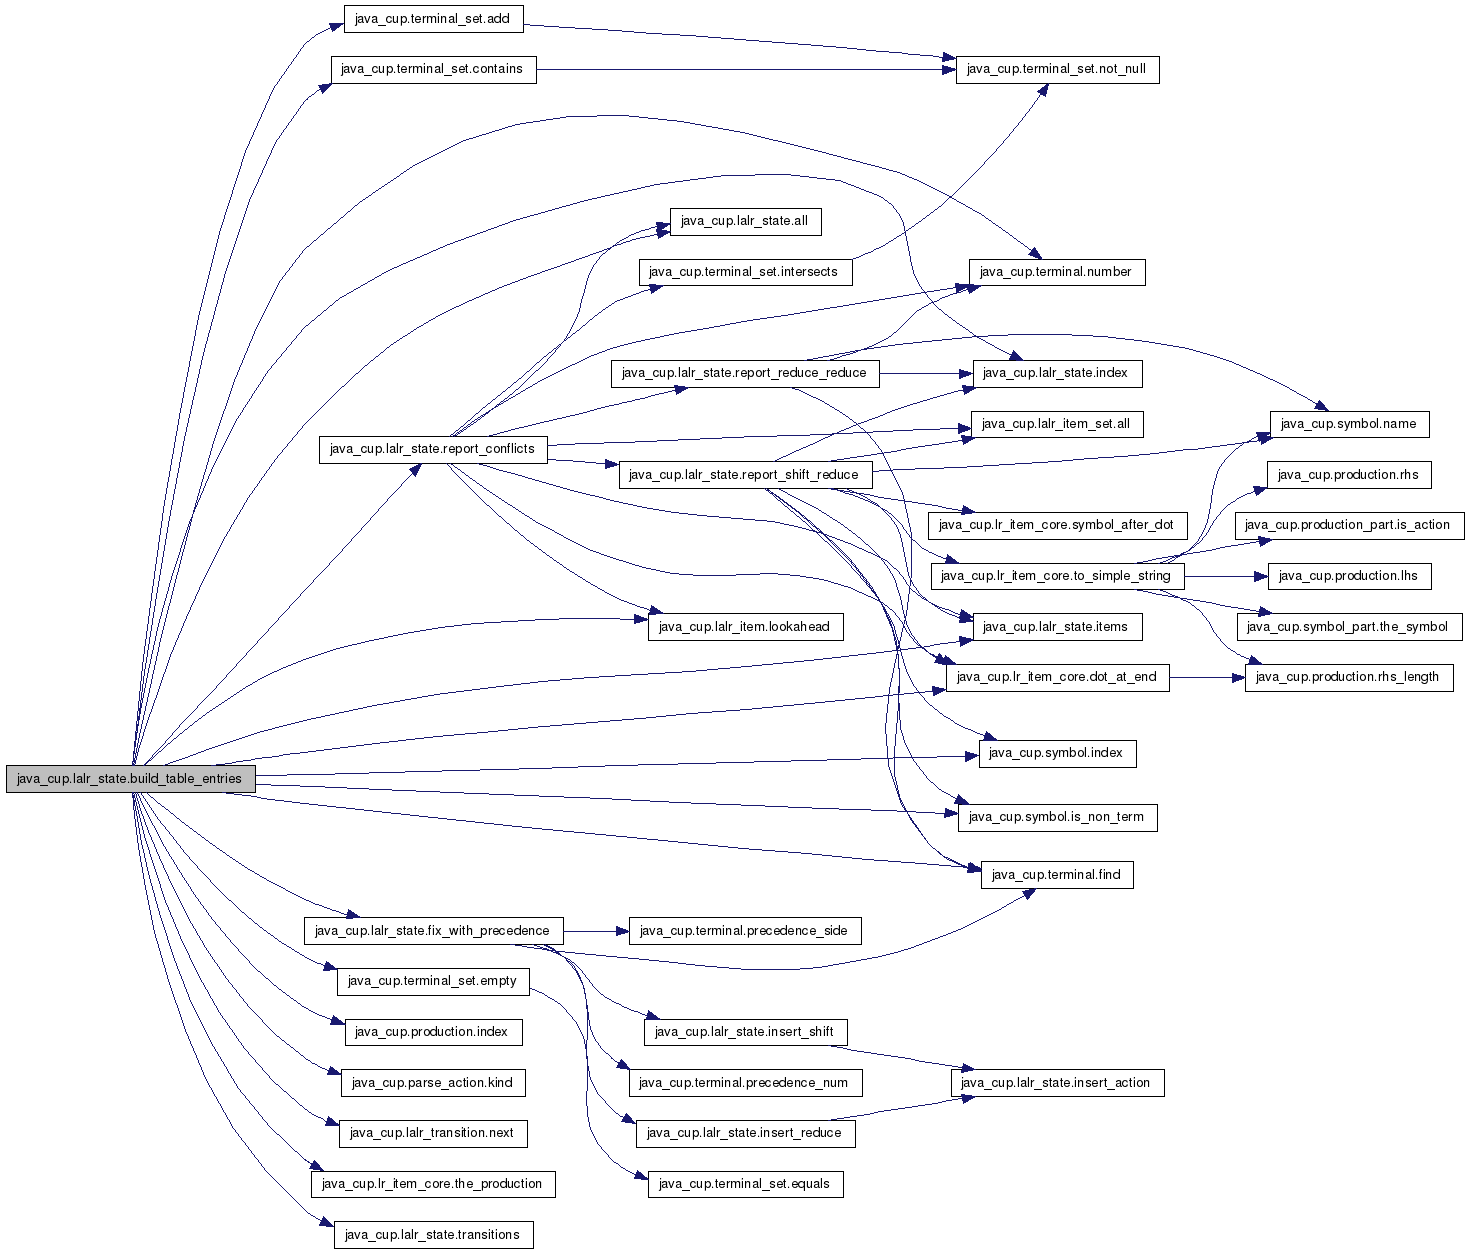 java_cup.terminal_set.add
java_cup.terminal_set.contains
java_cup.terminal_set.not_null
java_cup.lalr_state.all
java_cup.terminal_set.intersects
java_cup.terminal.number
java_cup.lalr_state.report_reduce_reduce
java_cup.lalr_state.index
java_cup.lalr_item_set.all
java_cup.symbol.name
java_cup.lalr_state.report_conflicts
java_cup.lalr_state.report_shift_reduce
java_cup.production.rhs
java_cup.lr_item_core.symbol_after_dot
java_cup.production_part.is_action
java_cup.lr_item_core.to_simple_string
java_cup.production.lhs
java_cup.lalr_item.lookahead
java_cup.lalr_state.items
java_cup.symbol_part.the_symbol
java_cup.lr_item_core.dot_at_end
java_cup.production.rhs_length
java_cup.symbol.index
java_cup.lalr_state.build_table_entries
java_cup.symbol.is_non_term
java_cup.terminal.find
java_cup.lalr_state.fix_with_precedence
java_cup.terminal.precedence_side
java_cup.terminal_set.empty
java_cup.production.index
java_cup.lalr_state.insert_shift
java_cup.parse_action.kind
java_cup.terminal.precedence_num
java_cup.lalr_state.insert_action
java_cup.lalr_transition.next
java_cup.lalr_state.insert_reduce
java_cup.lr_item_core.the_production
java_cup.terminal_set.equals
java_cup.lalr_state.transitions